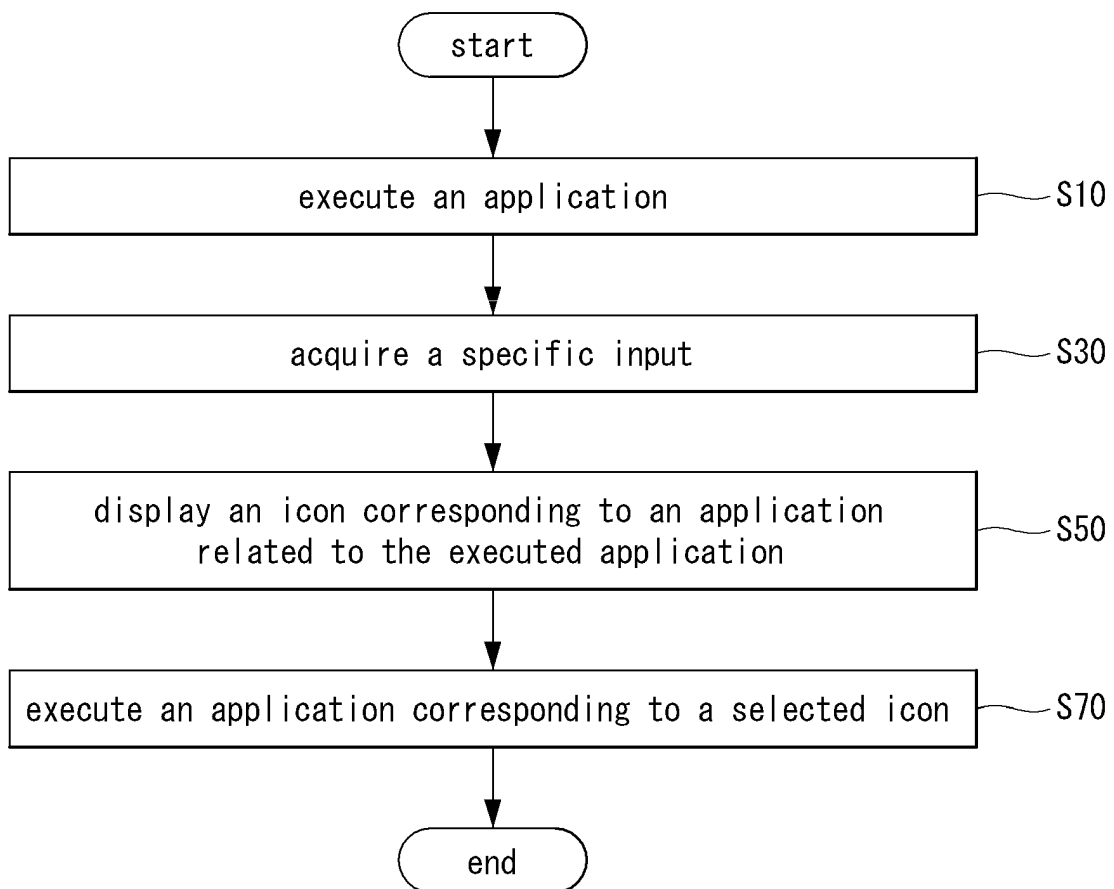 start
execute an application
S10
acquire a specific input
S30
display an icon corresponding to an application
related to the executed application
S50
execute an application corresponding to a selected icon
S70
end